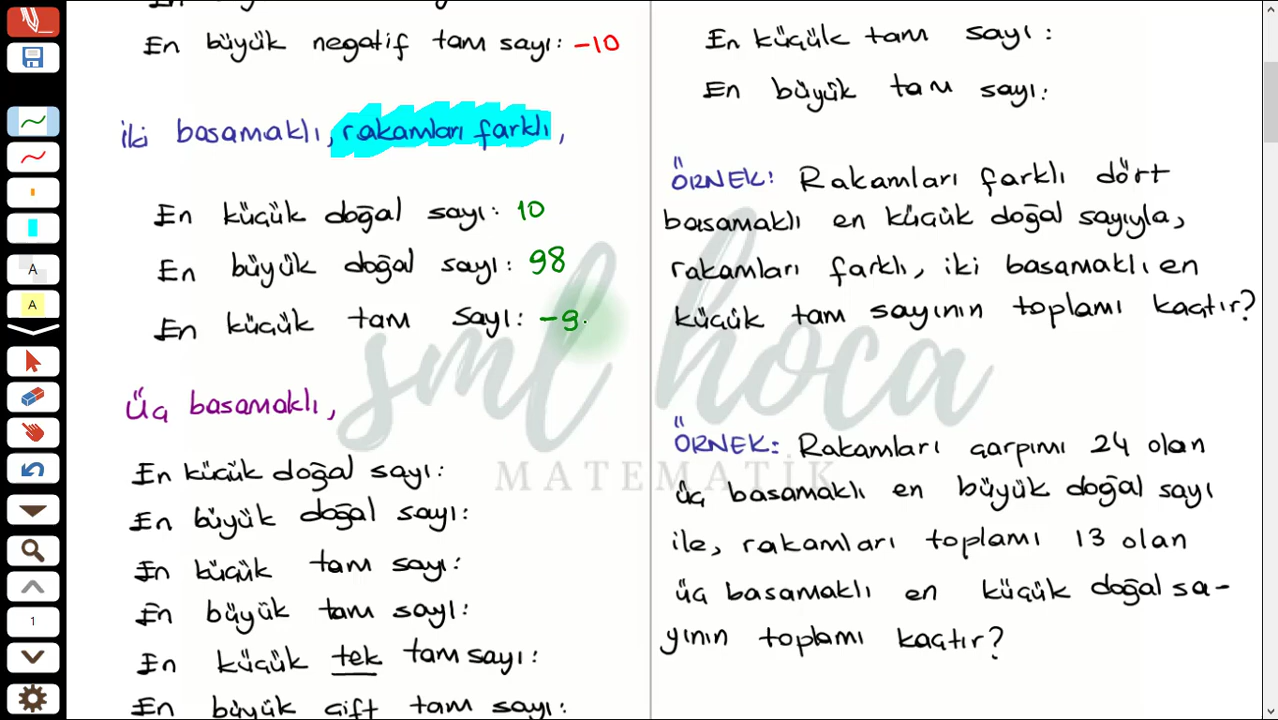 En büyük negatif tam sayı: -10
iki basamaklı, rakamları farklı,
En küçük doğal sayı: 10
En büyük doğal sayı: 98
En küçük tam sayı: -9
üç basamaklı,
En küçük doğal sayı:
En büyük doğal sayı:
En küçük tam sayı:
En büyük tam sayı:
En küçük tek tam sayı:
En büyük çift tam sayı:
En küçük tam sayı:
En büyük tam sayı:
ÖRNEK: Rakamları farklı dört
basamaklı en küçük doğal sayıyla,
rakamları farklı, iki basamaklı en
küçük tam sayının toplamı kaçtır?
ÖRNEK: Rakamları çarpımı 24 olan
üç basamaklı en büyük doğal sayı
ile, rakamları toplamı 13 olan
üç basamaklı en küçük doğal sa-
yının toplamı kaçtır?
sml hoca
MATEMATİK
A
A
1